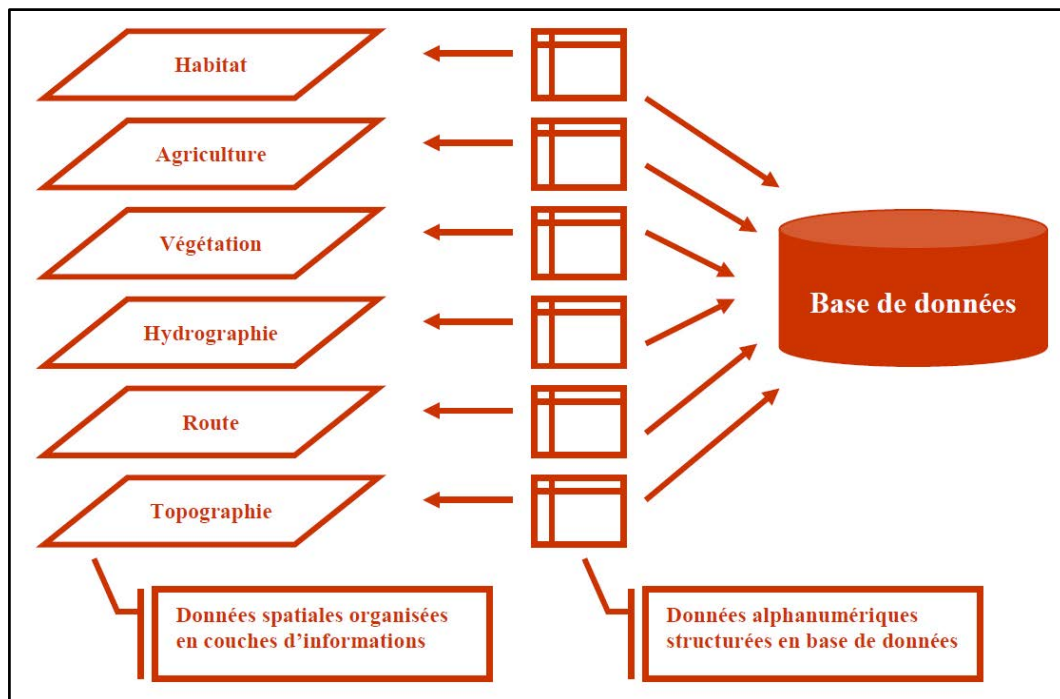 Habitat
Agriculture
Végétation
Hydrographie
Route
Topographie
Base de données
Données spatiales organisées
en couches d’informations
Données alphanumériques
structurées en base de données